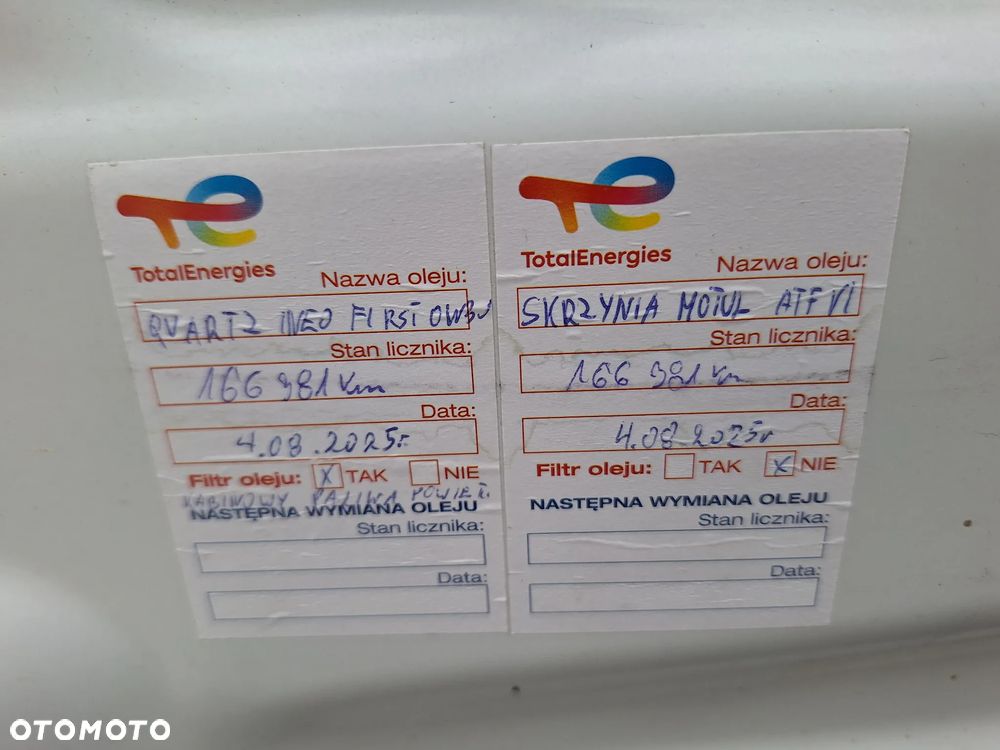 TotalEnergies
Nazwa oleju:
QUARTZ INEO FIRST 0W30
Stan licznika:
166 981 km
Data:
4.08.2025r
Filtr oleju: X TAK NIE
KABINOWY PALIWA POWIET.
NASTĘPNA WYMIANA OLEJU
Stan licznika:
Data:
TotalEnergies
Nazwa oleju:
SKRZYNIA MOTUL ATF VI
Stan licznika:
166 981 km
Data:
4.08.2025r
Filtr oleju: TAK X NIE
NASTĘPNA WYMIANA OLEJU
Stan licznika:
Data:
OTOMOTO